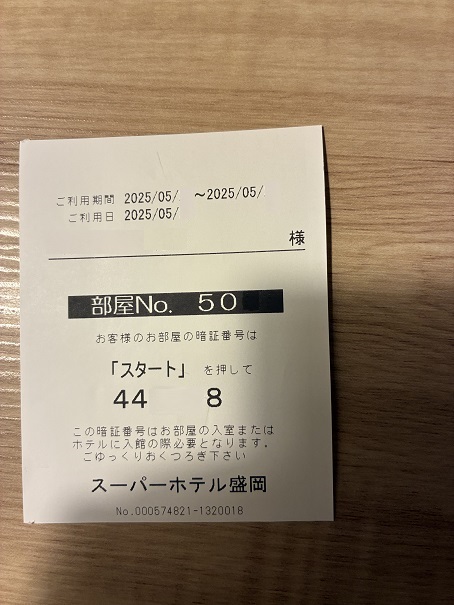 ご利用期間 2025/05/ ～2025/05/
ご利用日 2025/05/
様
部屋No. 50
お客様のお部屋の暗証番号は
「スタート」 を押して
44 8
この暗証番号はお部屋の入室または
ホテルに入館の際必要となります。
ごゆっくりおくつろぎ下さい
スーパーホテル盛岡
No.000574821-1320018